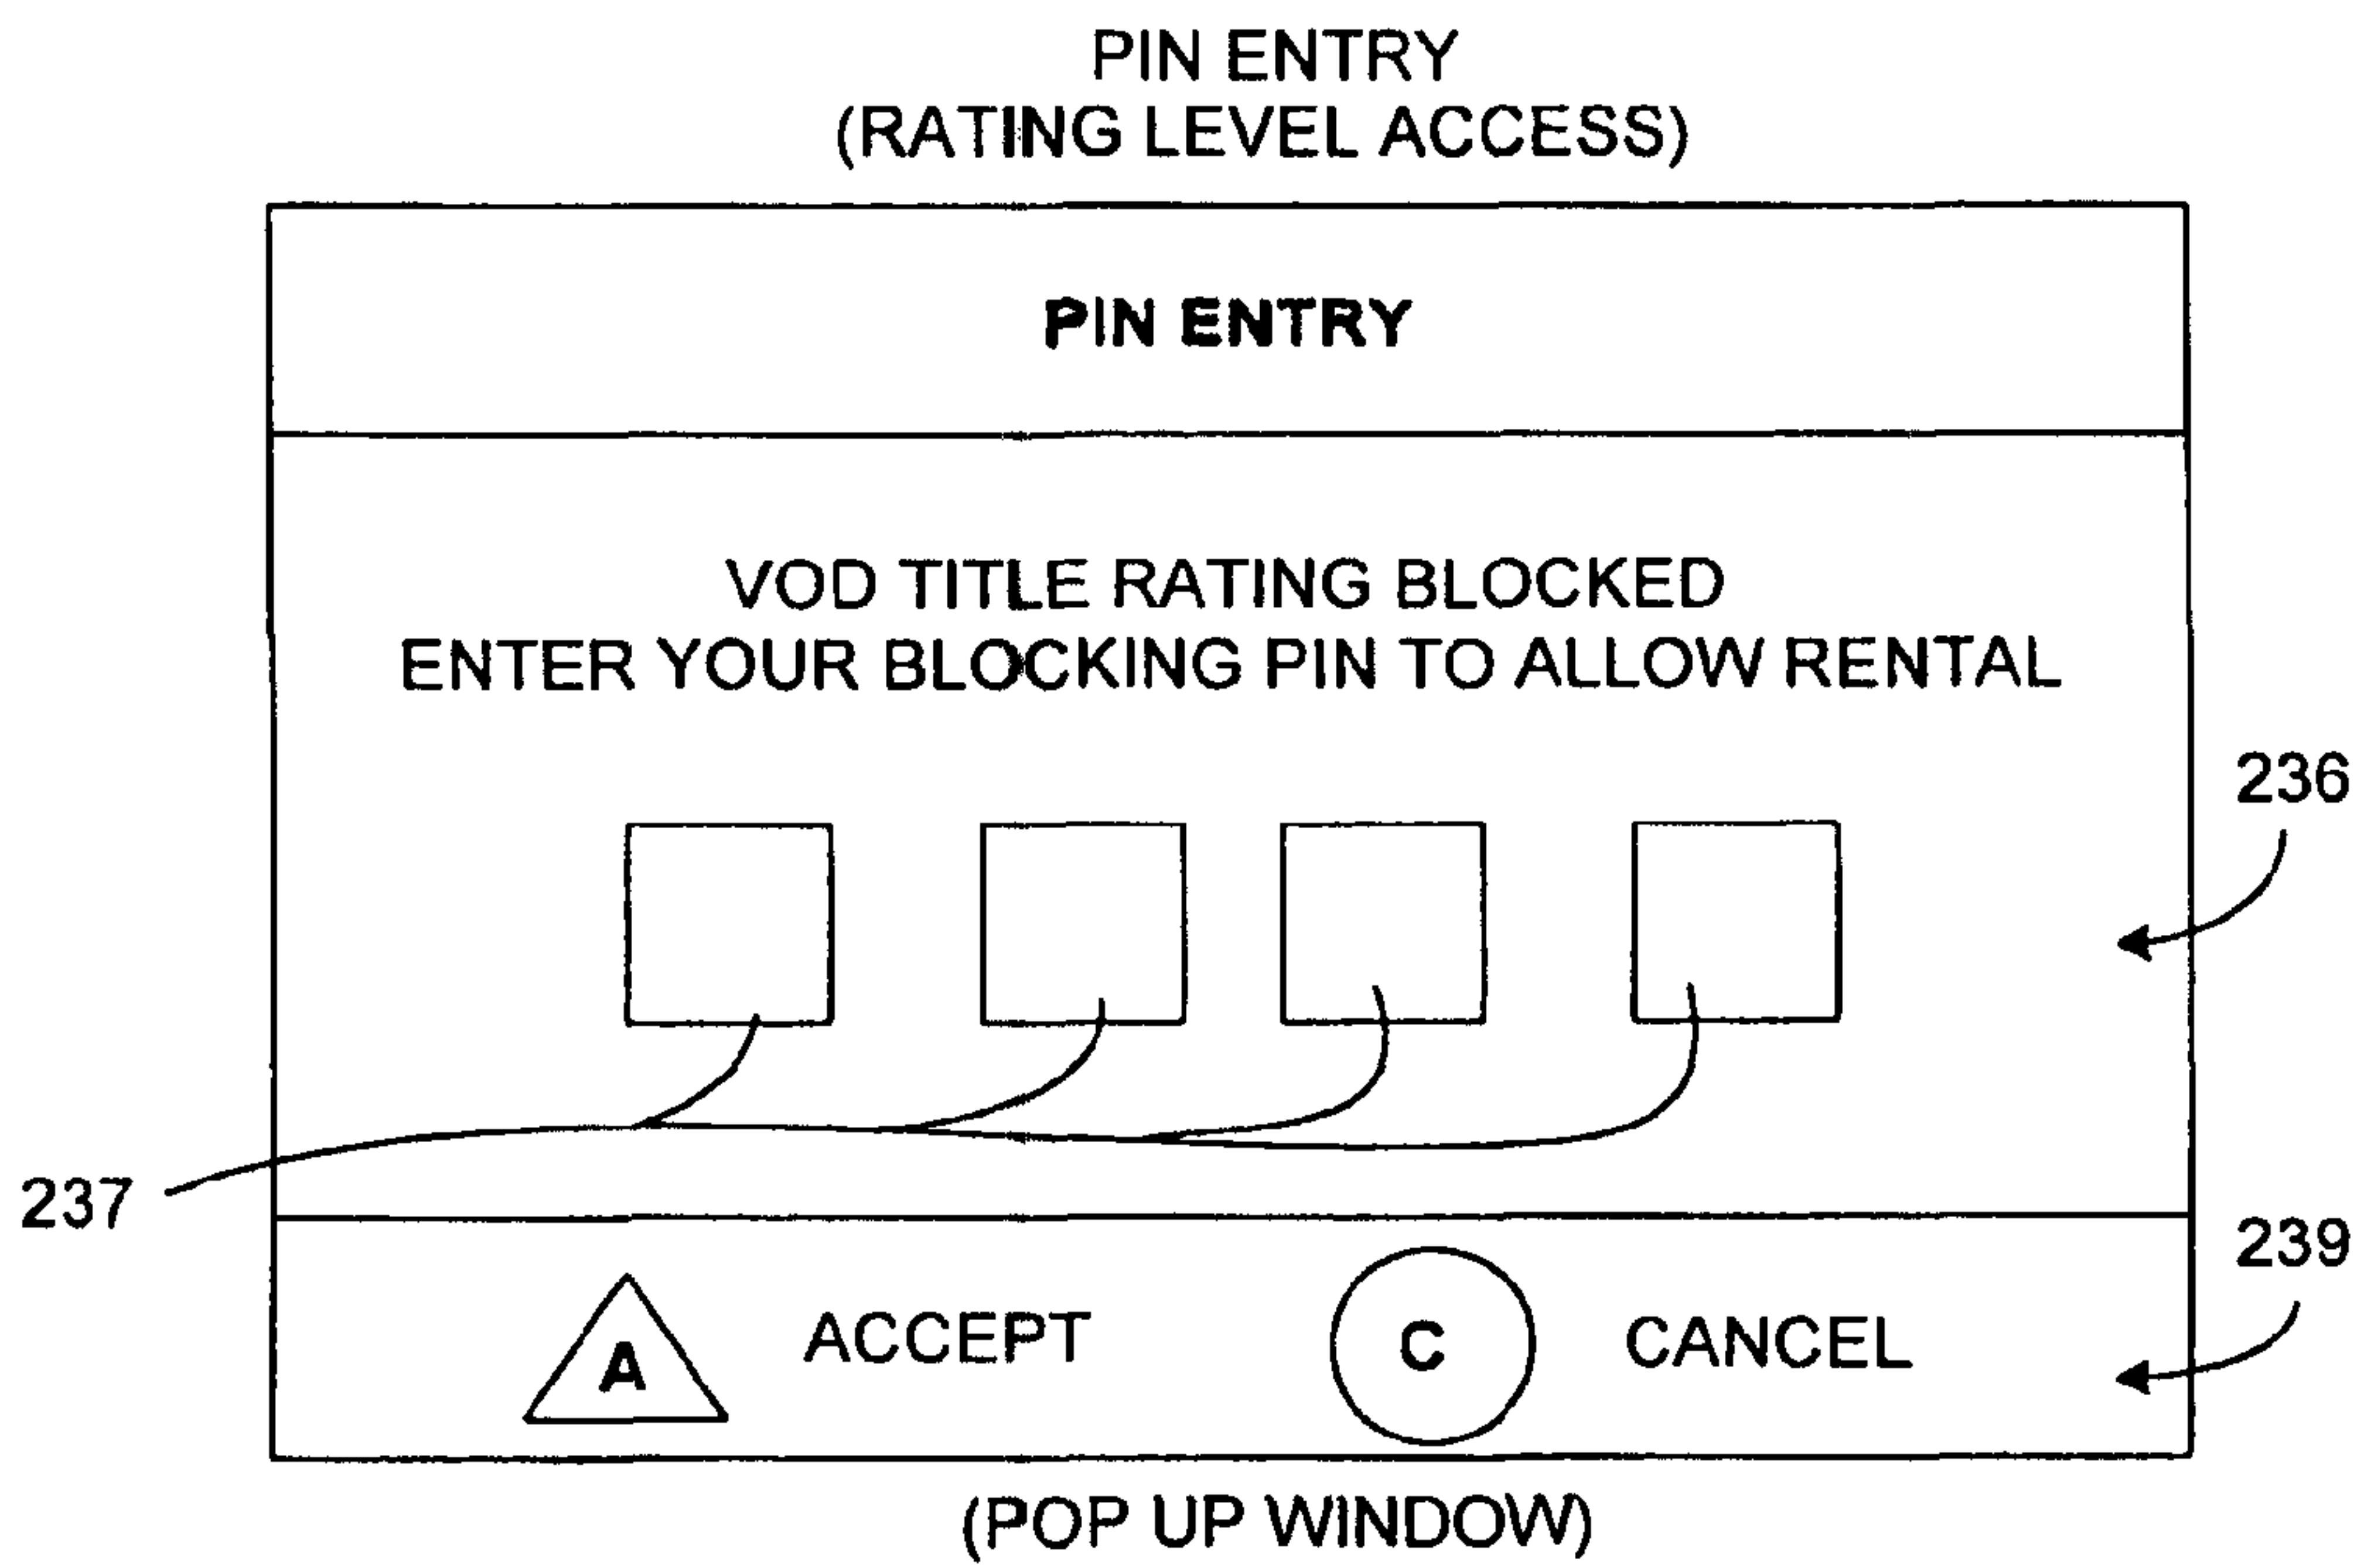 PIN ENTRY
(RATING LEVEL ACCESS)
PIN ENTRY
VOD TITLE RATING BLOCKED
ENTER YOUR BLOCKING PIN TO ALLOW RENTAL
236
237
239
A ACCEPT C CANCEL
(POP UP WINDOW)